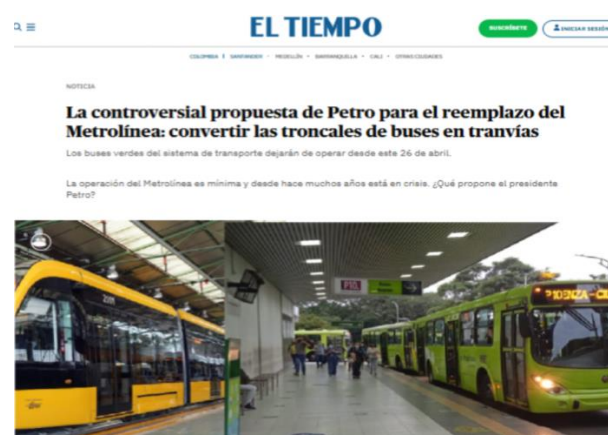 EL TIEMPO
SUSCRÍBETE
INICIAR SESIÓN
COLOMBIA SANTANDER MEDELLÍN BARRANQUILLA CALI OTRAS CIUDADES
NOTICIA
La controversial propuesta de Petro para el reemplazo del
Metrolínea: convertir las troncales de buses en tranvías
Los buses verdes del sistema de transporte dejarán de operar desde este 26 de abril.
La operación del Metrolínea es mínima y desde hace muchos años está en crisis. ¿Qué propone el presidente
Petro?